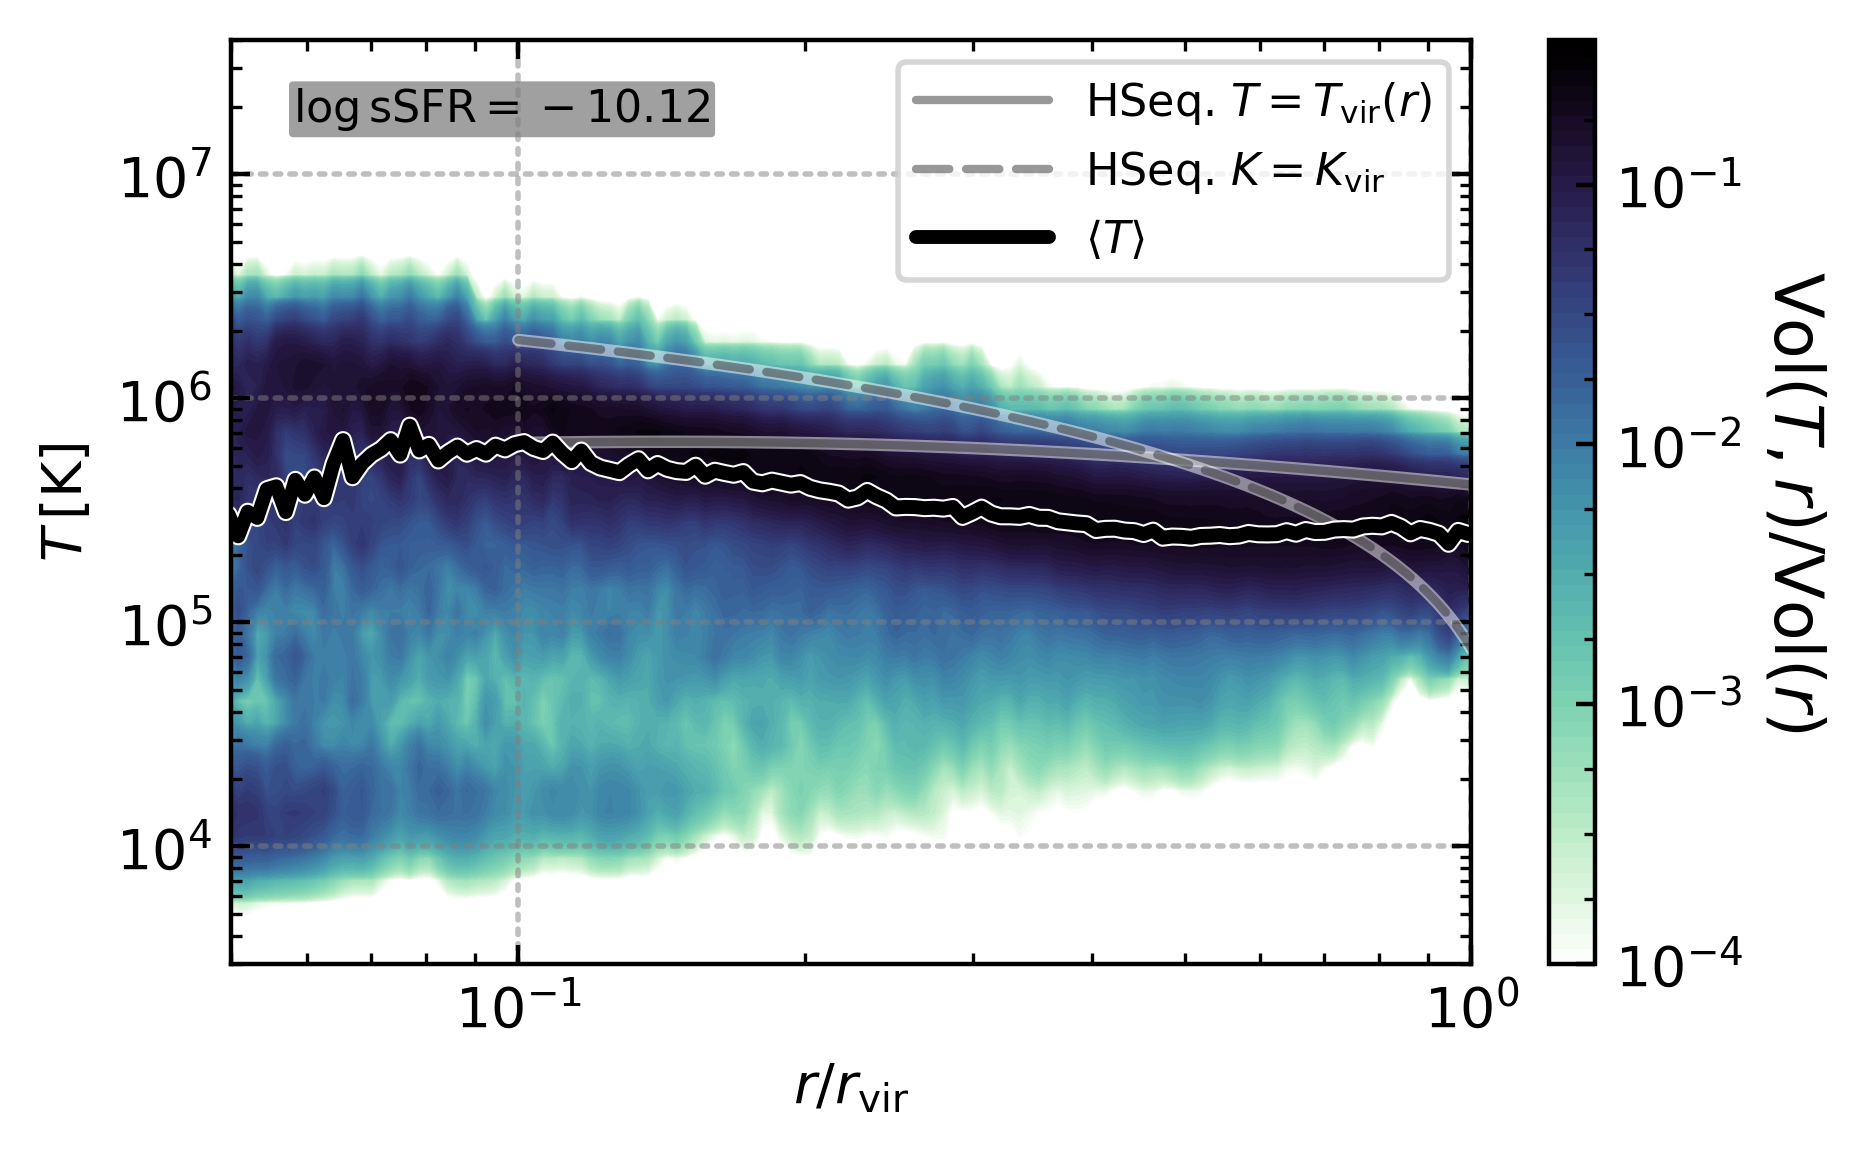 log sSFR = −10.12
HSeq. T = T_vir(r)
HSeq. K = K_vir
⟨T⟩
10^7
10^6
10^5
10^4
T [K]
10^−1
10^0
r/r_vir
10^−1
10^−2
10^−3
10^−4
Vol(T, r)/Vol(r)